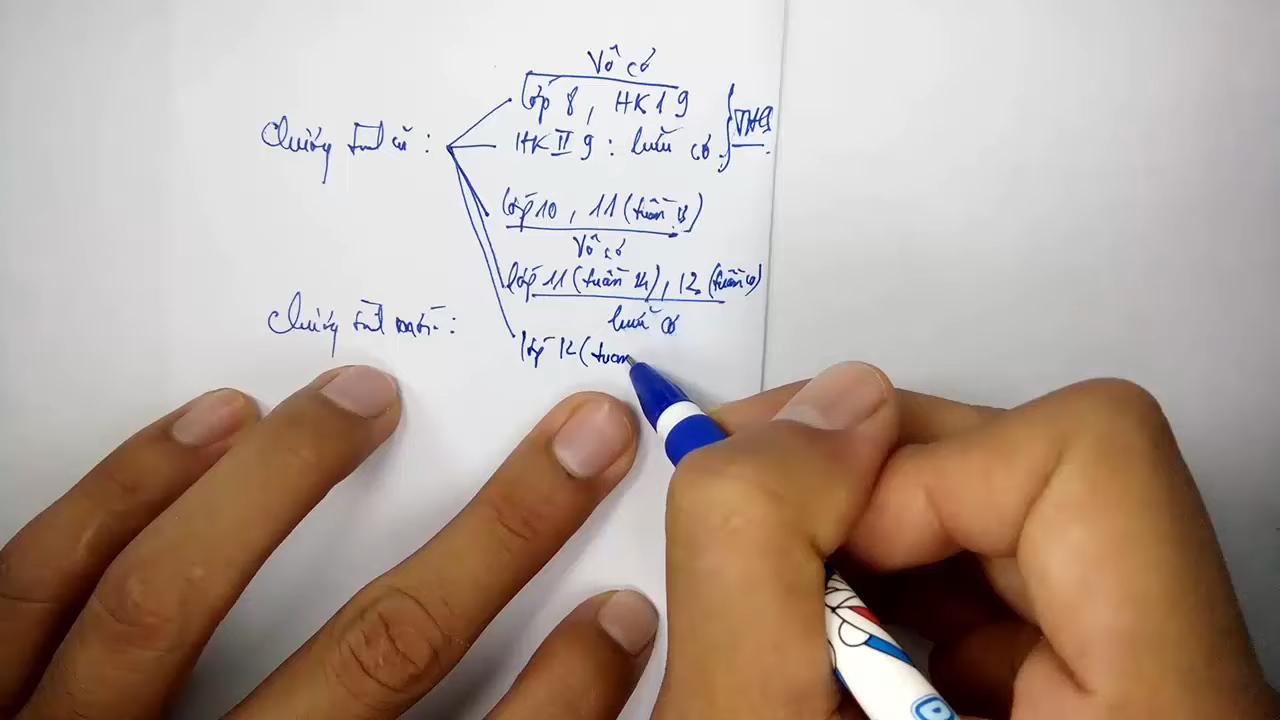 Vô cơ
lớp 8, HK1 9
Chương trình cũ :
HK II 9 : hữu cơ
lớp 10, 11 (tuần 13)
Vô cơ
lớp 11 (tuần 14), 12 (tuần
hữu cơ
Chương trình mới :
lớp 12 (tuần